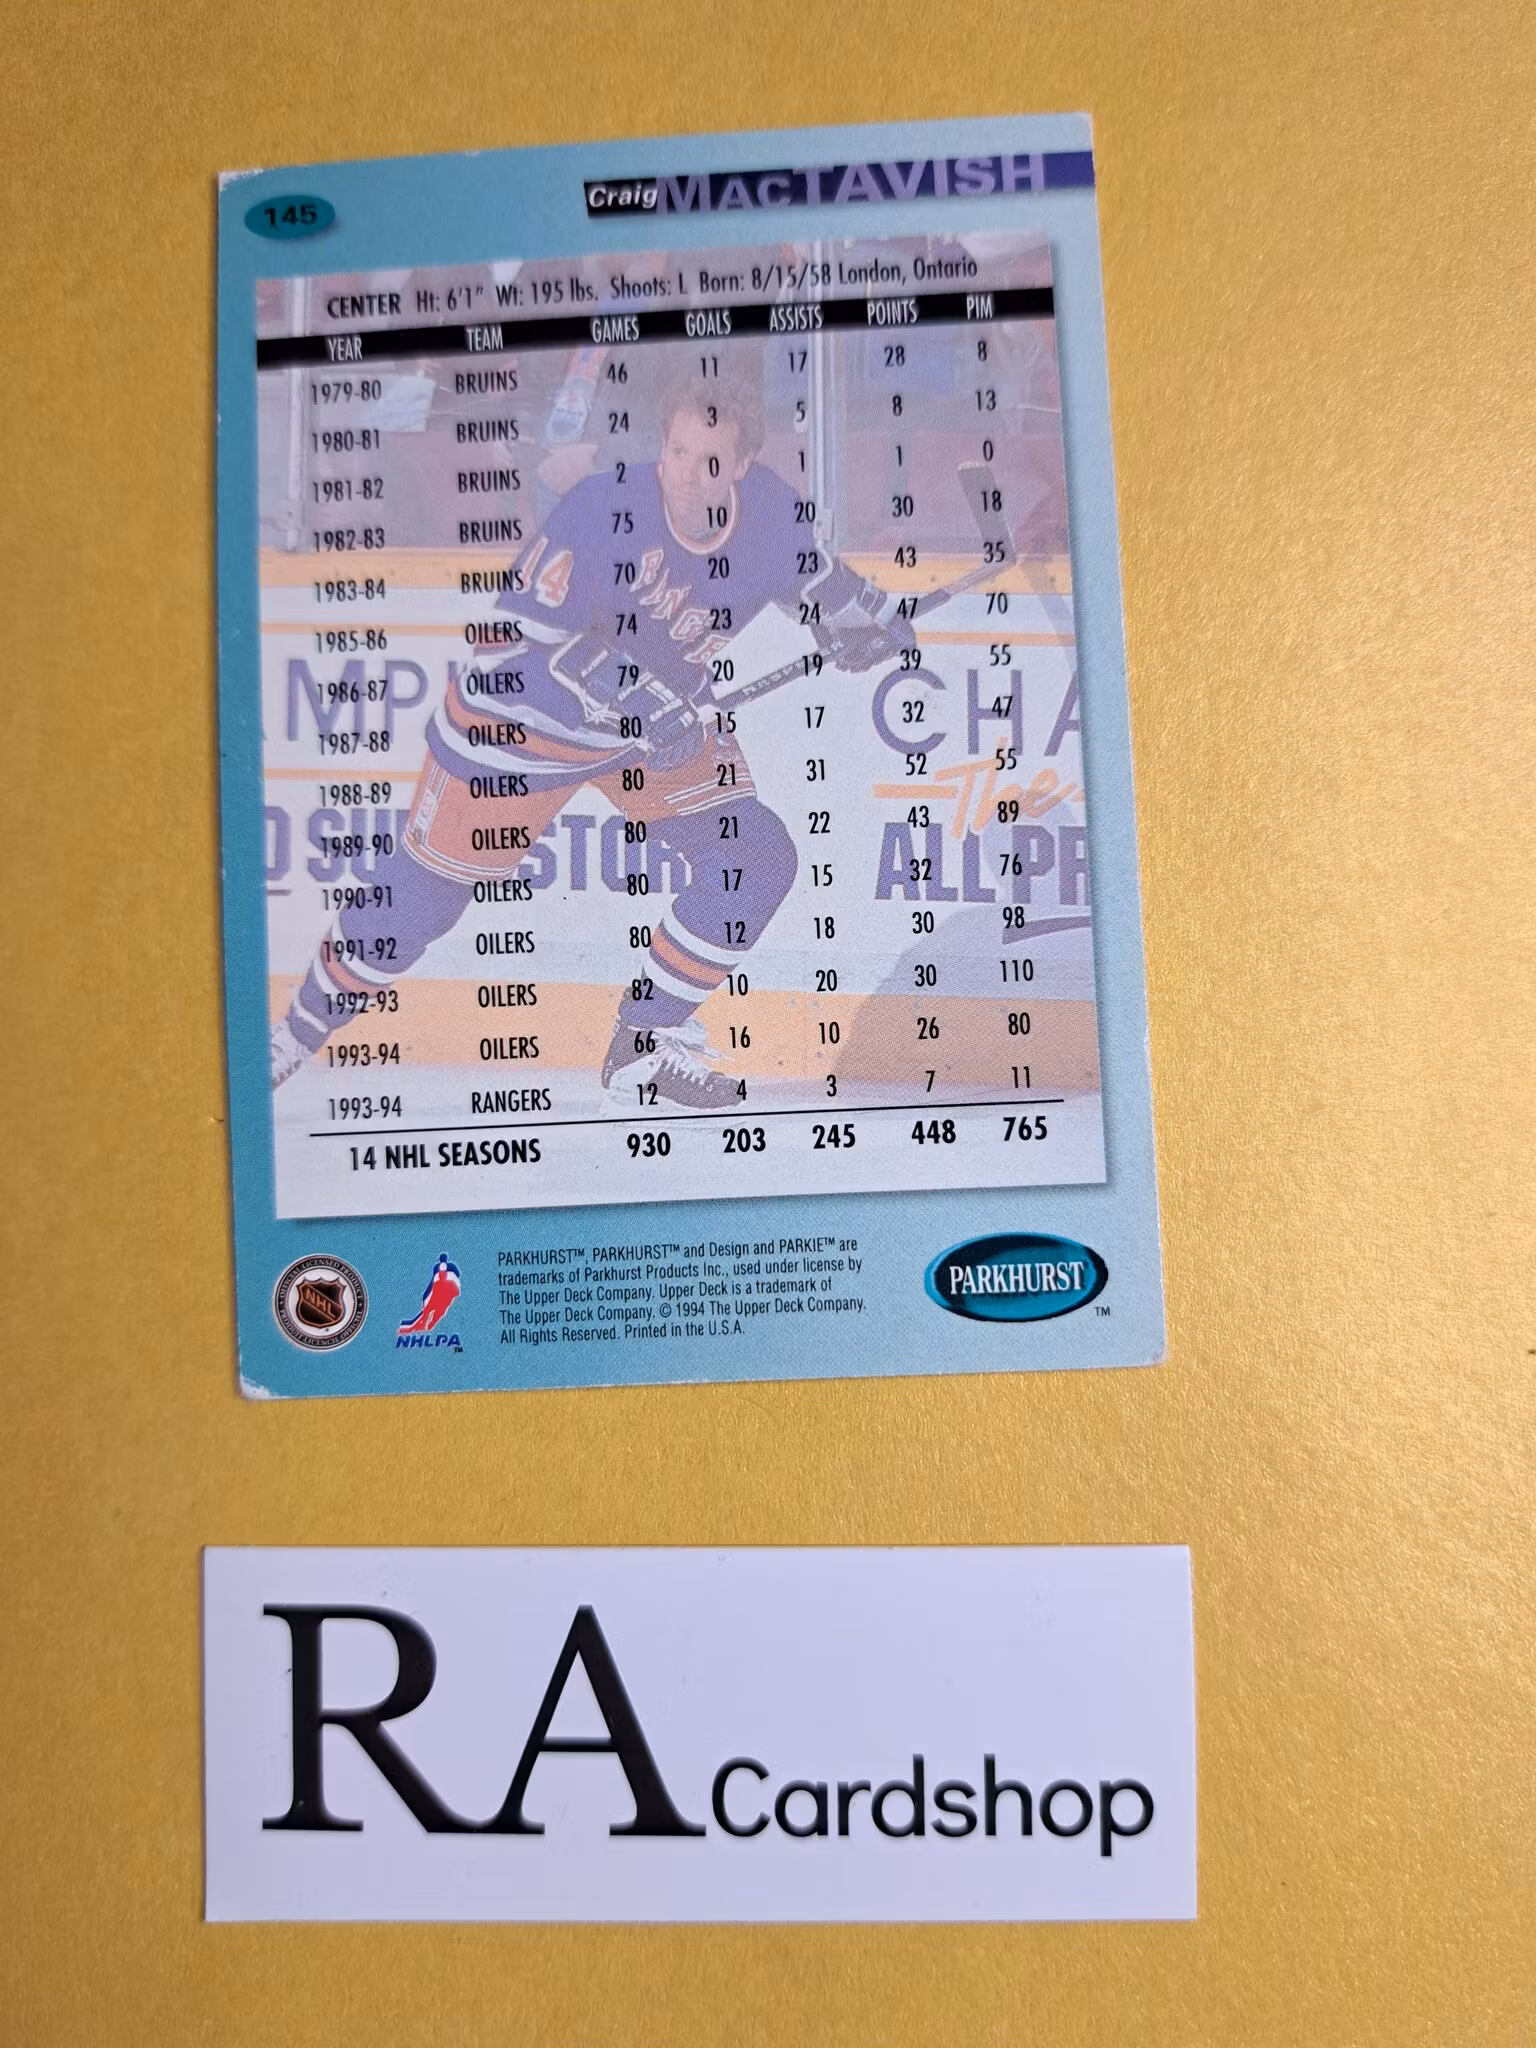 145
Craig MACTAVISH
CENTER Ht: 6'1" Wt: 195 lbs. Shoots: L Born: 8/15/58 London, Ontario
YEAR TEAM GAMES GOALS ASSISTS POINTS PIM
1979-80 BRUINS 46 11 17 28 8
1980-81 BRUINS 24 3 5 8 13
1981-82 BRUINS 2 0 1 1 0
1982-83 BRUINS 75 10 20 30 18
1983-84 BRUINS 70 20 23 43 35
1985-86 OILERS 74 23 24 47 70
1986-87 OILERS 79 20 19 39 55
1987-88 OILERS 80 15 17 32 47
1988-89 OILERS 80 21 31 52 55
1989-90 OILERS 80 21 22 43 89
1990-91 OILERS 80 17 15 32 76
1991-92 OILERS 80 12 18 30 98
1992-93 OILERS 82 10 20 30 110
1993-94 OILERS 66 16 10 26 80
1993-94 RANGERS 12 4 3 7 11
14 NHL SEASONS 930 203 245 448 765
14
RANGE
AMP
CHA
The
ALL PR
STOR
NHL
NHLPA
PARKHURST™, PARKHURST™ and Design and PARKIE™ are
trademarks of Parkhurst Products Inc., used under license by
The Upper Deck Company. Upper Deck is a trademark of
The Upper Deck Company. © 1994 The Upper Deck Company.
All Rights Reserved. Printed in the U.S.A.
PARKHURST™
RA Cardshop